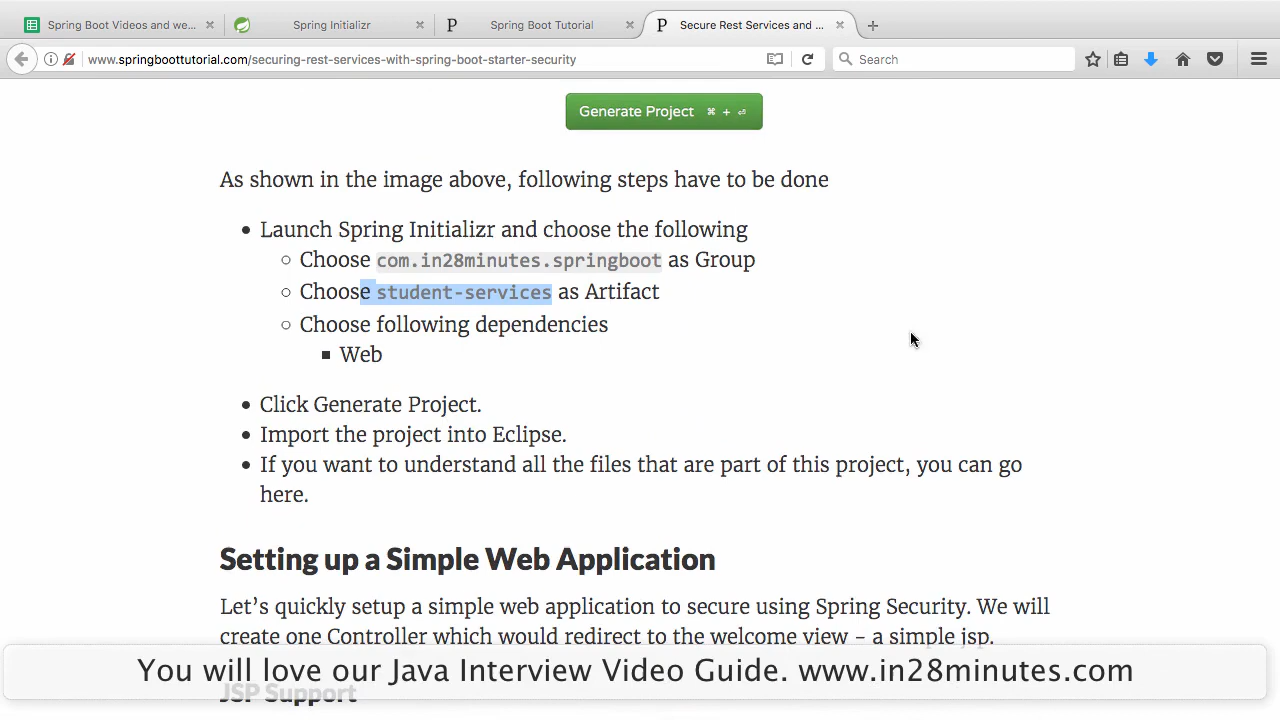 Spring Boot Videos and we...
Spring Initializr
Spring Boot Tutorial
Secure Rest Services and ...
www.springboottutorial.com/securing-rest-services-with-spring-boot-starter-security
Search
Generate Project ⌘ + ⏎
As shown in the image above, following steps have to be done
Launch Spring Initializr and choose the following
Choose com.in28minutes.springboot as Group
Choose student-services as Artifact
Choose following dependencies
Web
Click Generate Project.
Import the project into Eclipse.
If you want to understand all the files that are part of this project, you can go
here.
Setting up a Simple Web Application
Let's quickly setup a simple web application to secure using Spring Security. We will
create one Controller which would redirect to the welcome view - a simple jsp.
You will love our Java Interview Video Guide. www.in28minutes.com
JSP Support